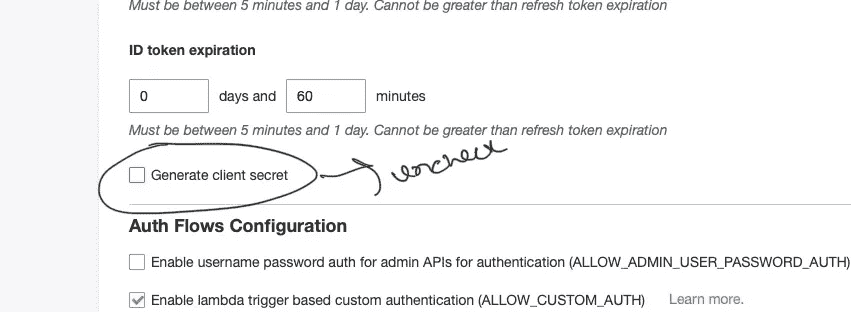 Must be between 5 minutes and 1 day. Cannot be greater than refresh token expiration
ID token expiration
0 days and 60 minutes
Must be between 5 minutes and 1 day. Cannot be greater than refresh token expiration
uncheck
Generate client secret
Auth Flows Configuration
Enable username password auth for admin APIs for authentication (ALLOW_ADMIN_USER_PASSWORD_AUTH)
Enable lambda trigger based custom authentication (ALLOW_CUSTOM_AUTH) Learn more.